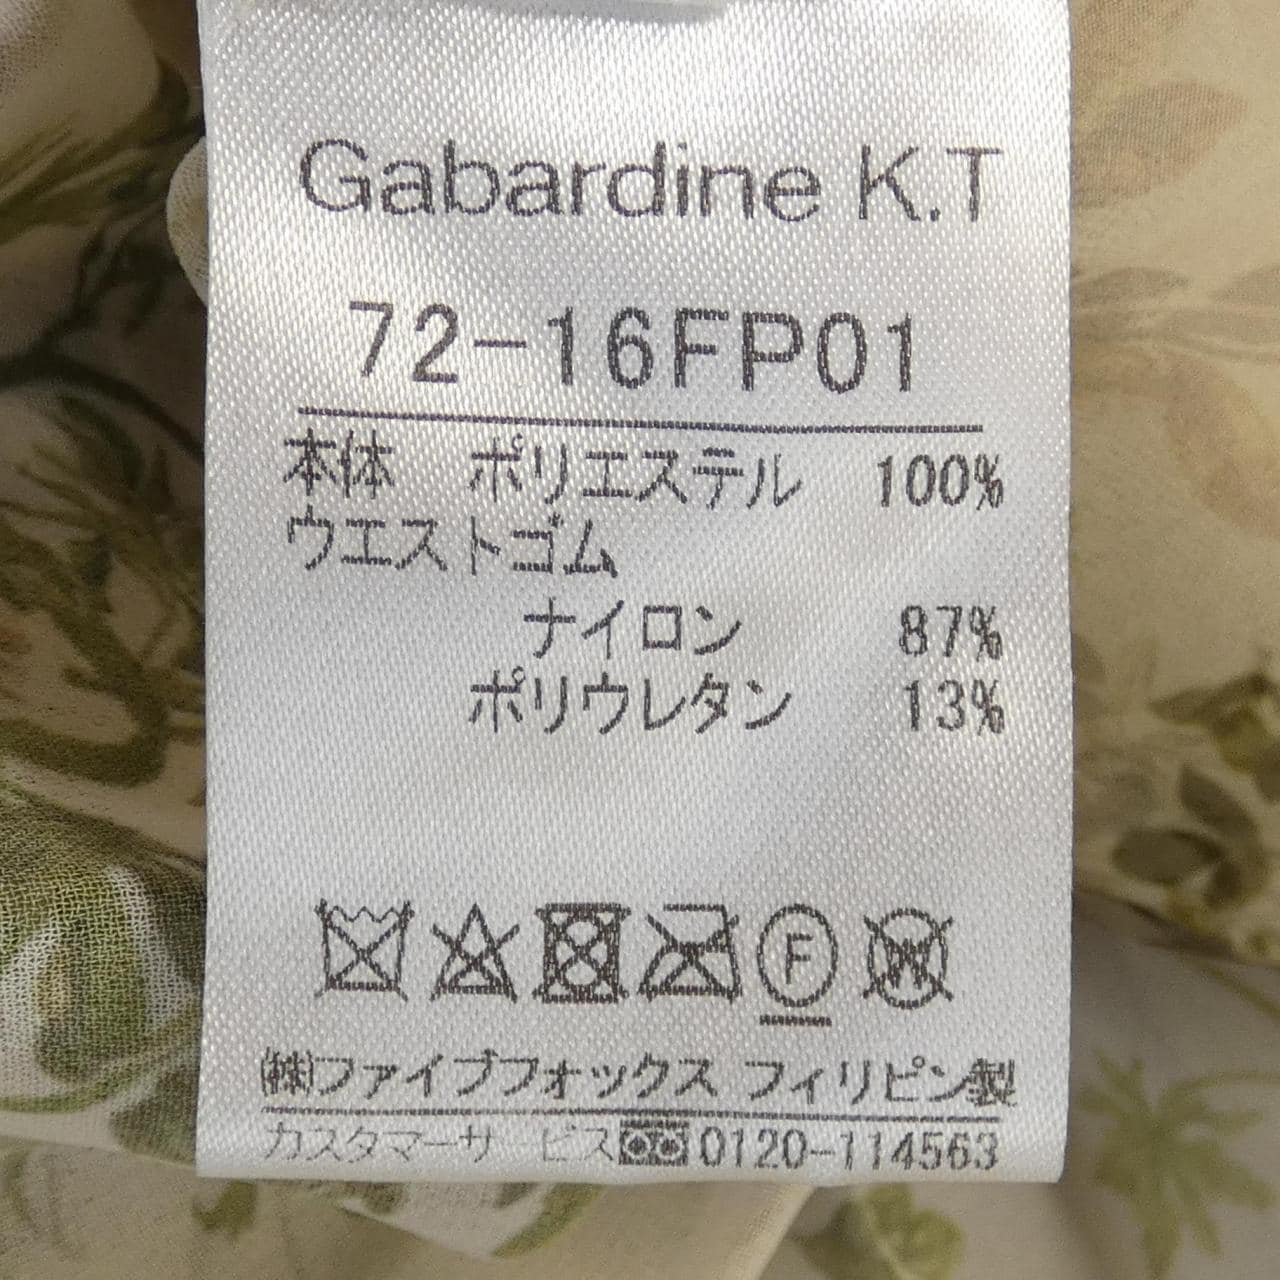 Gabardine K.T
72-16FP01
本体 ポリエステル 100%
ウエストゴム
ナイロン 87%
ポリウレタン 13%
F
W
㈱ファイブフォックス フィリピン製
カスタマーサービス 0120-114563